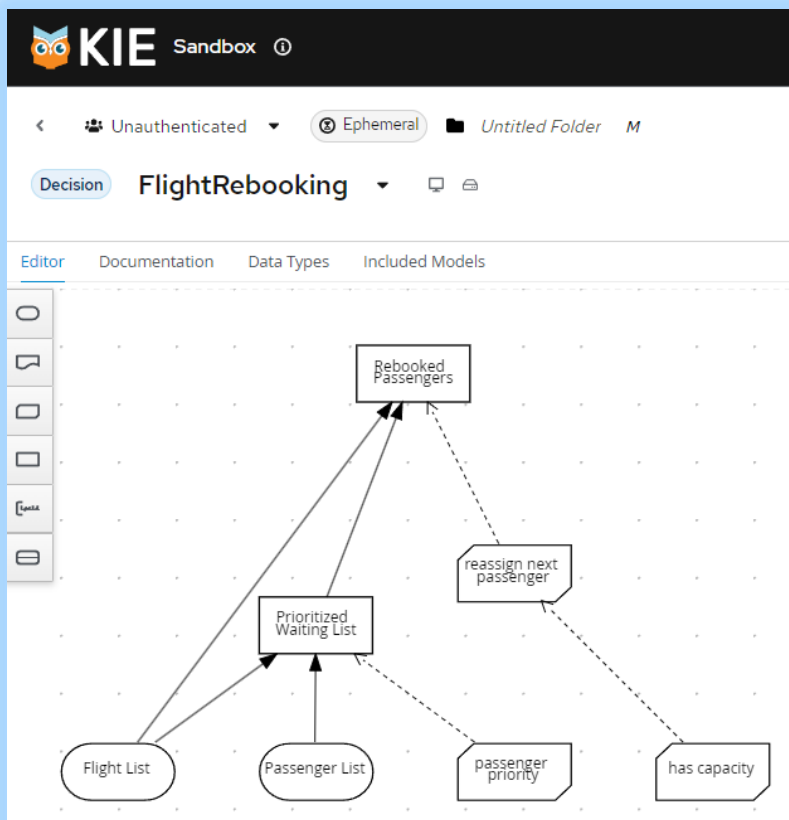 KIE Sandbox
Unauthenticated Ephemeral Untitled Folder M
Decision FlightRebooking
Editor Documentation Data Types Included Models
Rebooked
Passengers
reassign next
passenger
Prioritized
Waiting List
Flight List
Passenger List
passenger
priority
has capacity